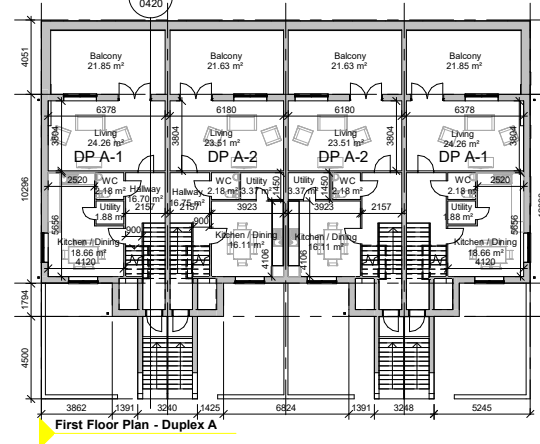 0420
Balcony
21.85 m²
Balcony
21.63 m²
Balcony
21.63 m²
Balcony
21.85 m²
4051
6378
6180
6180
6378
3804
Living
24.26 m²
3804
Living
23.51 m²
Living
23.51 m²
3804
Living
24.26 m²
3804
DP A-1
DP A-2
DP A-2
DP A-1
10296
2520
WC
2.18 m²
Hallway
16.70 m²
2157
Hallway
16.75 m²
2157
WC
2.18 m²
Utility
3.37 m²
1450
Utility
3.37 m²
1450
WC
2.18 m²
WC
2.18 m²
2520
Utility
1.88 m²
3923
3923
2157
Utility
1.88 m²
5656
900
900
5656
Kitchen / Dining
18.66 m²
4120
Kitchen / Dining
16.11 m²
4106
Kitchen / Dining
16.11 m²
4106
Kitchen / Dining
18.66 m²
4120
1794
4500
3862
1391
3240
1425
6824
1391
3248
5245
First Floor Plan - Duplex A